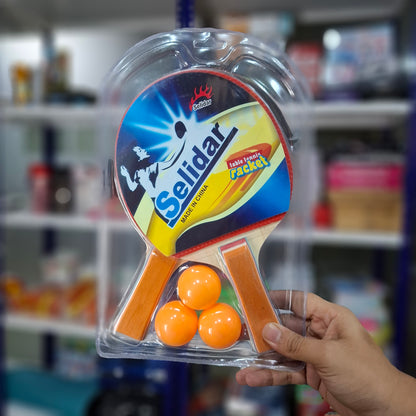 Selidar
Selidar
MADE IN CHINA
table tennis
racket